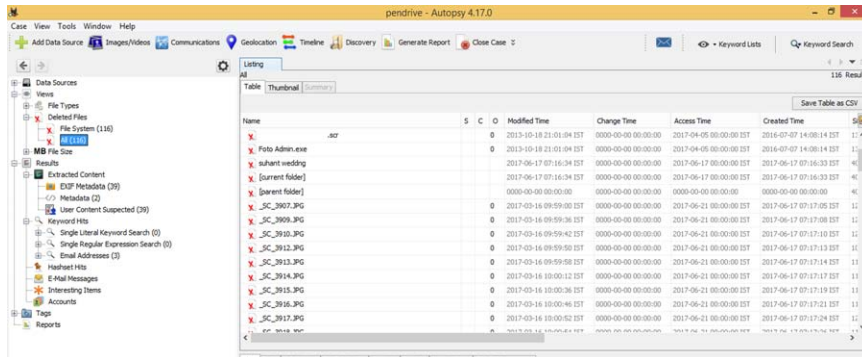 pendrive - Autopsy 4.17.0
Case View Tools Window Help
Add Data Source Images/Videos Communications Geolocation Timeline Discovery Generate Report Close Case Keyword Lists Keyword Search
Listing
All
116 Resul
Table Thumbnail Summary
Save Table as CSV
Data Sources
Views
File Types
Deleted Files
File System (116)
All (116)
MB File Size
Results
Extracted Content
EXIF Metadata (39)
Metadata (2)
User Content Suspected (39)
Keyword Hits
Single Literal Keyword Search (0)
Single Regular Expression Search (0)
Email Addresses (3)
Hashset Hits
E-Mail Messages
Interesting Items
Accounts
Tags
Reports
Name S C O Modified Time Change Time Access Time Created Time
.scr 0 2013-10-18 21:01:04 IST 0000-00-00 00:00:00 2017-04-05 00:00:00 IST 2016-07-07 14:08:14 IST
Foto Admin.exe 0 2013-10-18 21:01:04 IST 0000-00-00 00:00:00 2017-04-05 00:00:00 IST 2016-07-07 14:08:14 IST
suhant weddng 2017-06-17 07:16:34 IST 0000-00-00 00:00:00 2017-06-17 00:00:00 IST 2017-06-17 07:16:33 IST
[current folder] 2017-06-17 07:16:34 IST 0000-00-00 00:00:00 2017-06-17 00:00:00 IST 2017-06-17 07:16:33 IST
[parent folder] 0000-00-00 00:00:00 0000-00-00 00:00:00 0000-00-00 00:00:00 0000-00-00 00:00:00
_SC_3907.JPG 0 2017-03-16 09:59:00 IST 0000-00-00 00:00:00 2017-06-21 00:00:00 IST 2017-06-17 07:17:05 IST
_SC_3909.JPG 0 2017-03-16 09:59:36 IST 0000-00-00 00:00:00 2017-06-21 00:00:00 IST 2017-06-17 07:17:08 IST
_SC_3910.JPG 0 2017-03-16 09:59:42 IST 0000-00-00 00:00:00 2017-06-21 00:00:00 IST 2017-06-17 07:17:10 IST
_SC_3912.JPG 0 2017-03-16 09:59:50 IST 0000-00-00 00:00:00 2017-06-21 00:00:00 IST 2017-06-17 07:17:13 IST
_SC_3913.JPG 0 2017-03-16 09:59:58 IST 0000-00-00 00:00:00 2017-06-21 00:00:00 IST 2017-06-17 07:17:14 IST
_SC_3914.JPG 0 2017-03-16 10:00:12 IST 0000-00-00 00:00:00 2017-06-21 00:00:00 IST 2017-06-17 07:17:17 IST
_SC_3915.JPG 0 2017-03-16 10:00:36 IST 0000-00-00 00:00:00 2017-06-21 00:00:00 IST 2017-06-17 07:17:19 IST
_SC_3916.JPG 0 2017-03-16 10:00:46 IST 0000-00-00 00:00:00 2017-06-21 00:00:00 IST 2017-06-17 07:17:21 IST
_SC_3917.JPG 0 2017-03-16 10:00:52 IST 0000-00-00 00:00:00 2017-06-21 00:00:00 IST 2017-06-17 07:17:24 IST